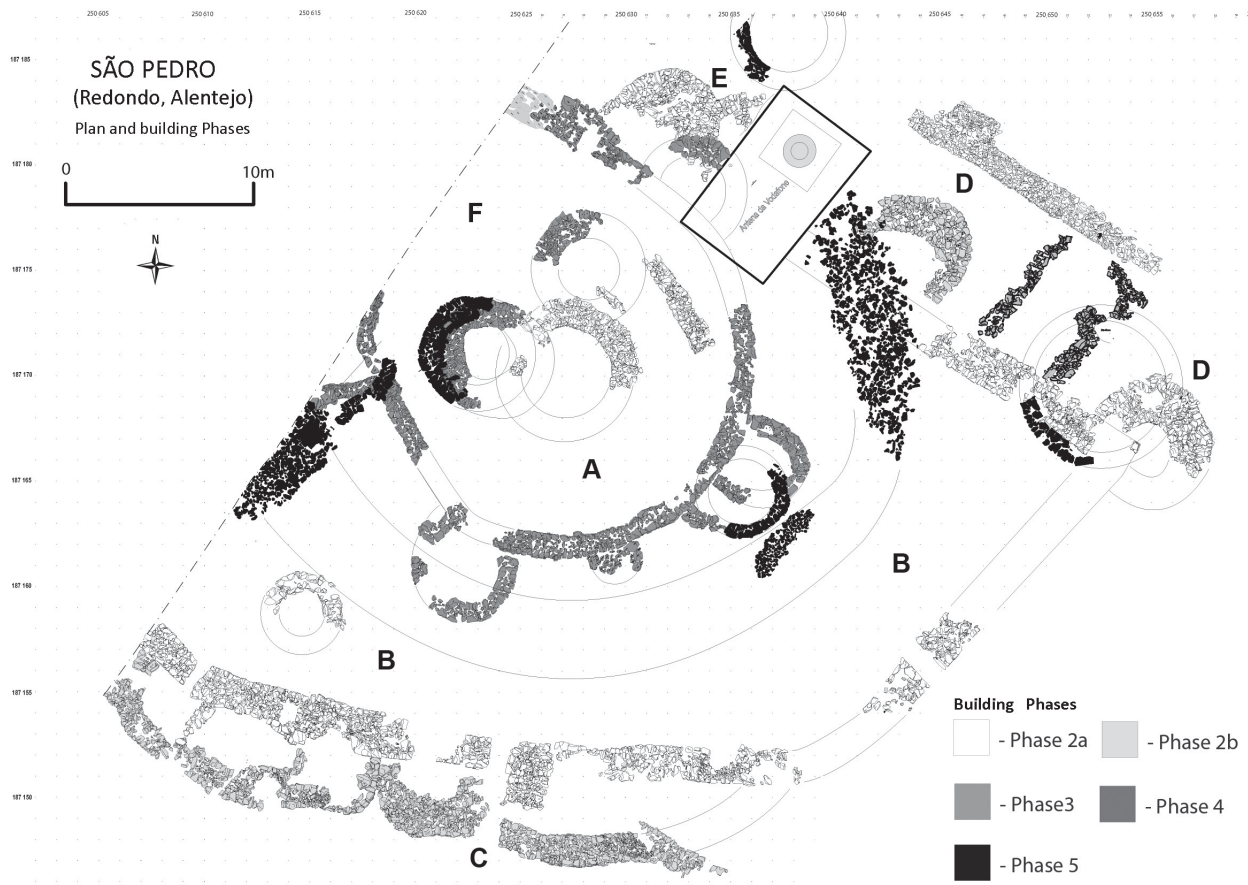 250 605 250 610 250 615 250 620 250 625 250 630 250 635 250 640 250 645 250 650 250 655
187 185
SÃO PEDRO
(Redondo, Alentejo)
Plan and building Phases
0 10m
N
E
187 180
Antena da Vodafone
D
F
187 175
187 170
D
A
187 165
187 160
B
B
187 155
187 150
C
Building Phases
- Phase 2a
- Phase 2b
- Phase3
- Phase 4
- Phase 5